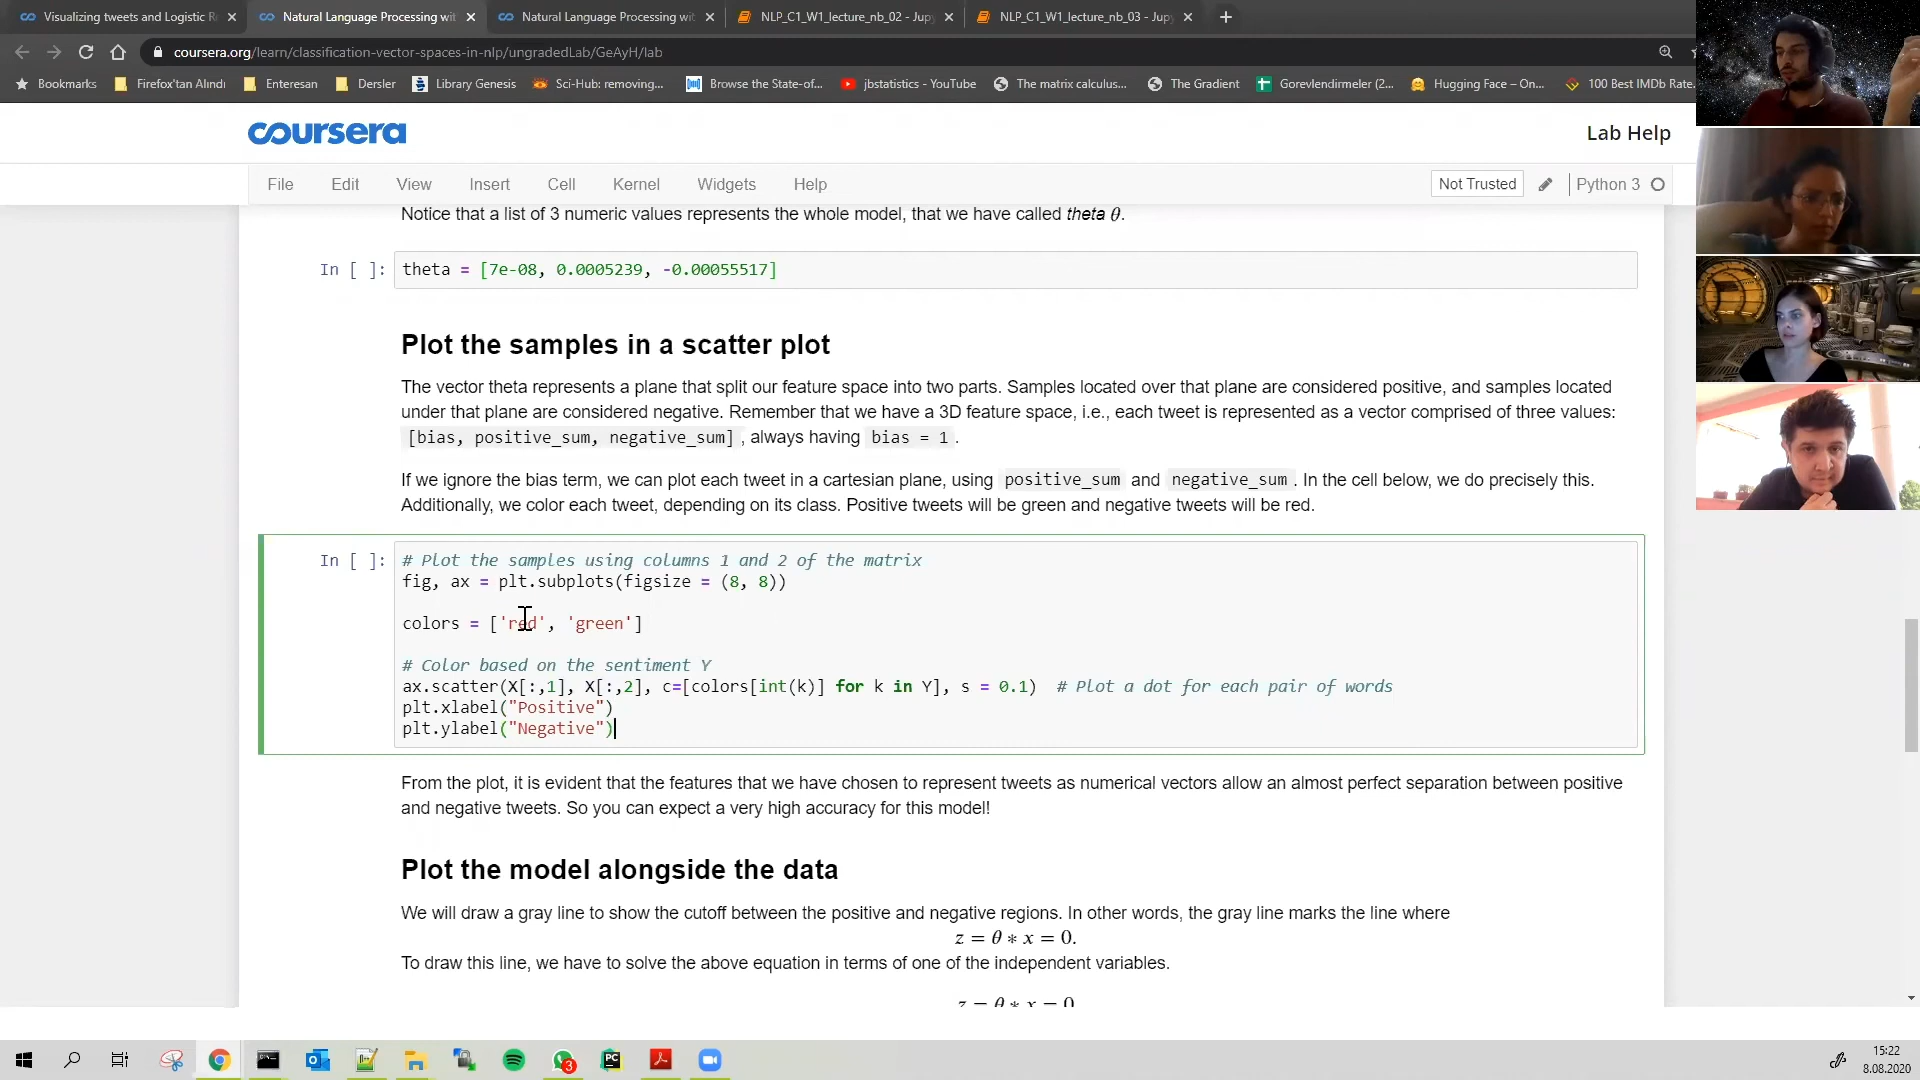 Visualizing tweets and Logistic R
Natural Language Processing wit
Natural Language Processing wit
NLP_C1_W1_lecture_nb_02 - Jupy
NLP_C1_W1_lecture_nb_03 - Jup
coursera.org/learn/classification-vector-spaces-in-nlp/ungradedLab/GeAyH/lab
Bookmarks
Firefox'tan Alındı
Enteresan
Dersler
Library Genesis
Sci-Hub: removing...
Browse the State-of...
jbstatistics - YouTube
The matrix calculus...
The Gradient
Gorevlendirmeler (2...
Hugging Face – On...
100 Best IMDb Rate.
coursera
Lab Help
File Edit View Insert Cell Kernel Widgets Help
Not Trusted
Python 3
Notice that a list of 3 numeric values represents the whole model, that we have called theta θ.
In [ ]: theta = [7e-08, 0.0005239, -0.00055517]
Plot the samples in a scatter plot
The vector theta represents a plane that split our feature space into two parts. Samples located over that plane are considered positive, and samples located
under that plane are considered negative. Remember that we have a 3D feature space, i.e., each tweet is represented as a vector comprised of three values:
[bias, positive_sum, negative_sum] , always having bias = 1 .
If we ignore the bias term, we can plot each tweet in a cartesian plane, using positive_sum and negative_sum . In the cell below, we do precisely this.
Additionally, we color each tweet, depending on its class. Positive tweets will be green and negative tweets will be red.
In [ ]: # Plot the samples using columns 1 and 2 of the matrix
fig, ax = plt.subplots(figsize = (8, 8))
colors = ['red', 'green']
# Color based on the sentiment Y
ax.scatter(X[:,1], X[:,2], c=[colors[int(k)] for k in Y], s = 0.1)  # Plot a dot for each pair of words
plt.xlabel("Positive")
plt.ylabel("Negative")
From the plot, it is evident that the features that we have chosen to represent tweets as numerical vectors allow an almost perfect separation between positive
and negative tweets. So you can expect a very high accuracy for this model!
Plot the model alongside the data
We will draw a gray line to show the cutoff between the positive and negative regions. In other words, the gray line marks the line where
z = θ ∗ x = 0.
To draw this line, we have to solve the above equation in terms of one of the independent variables.
z = θ ∗ x = 0
3
PC
15:22
8.08.2020